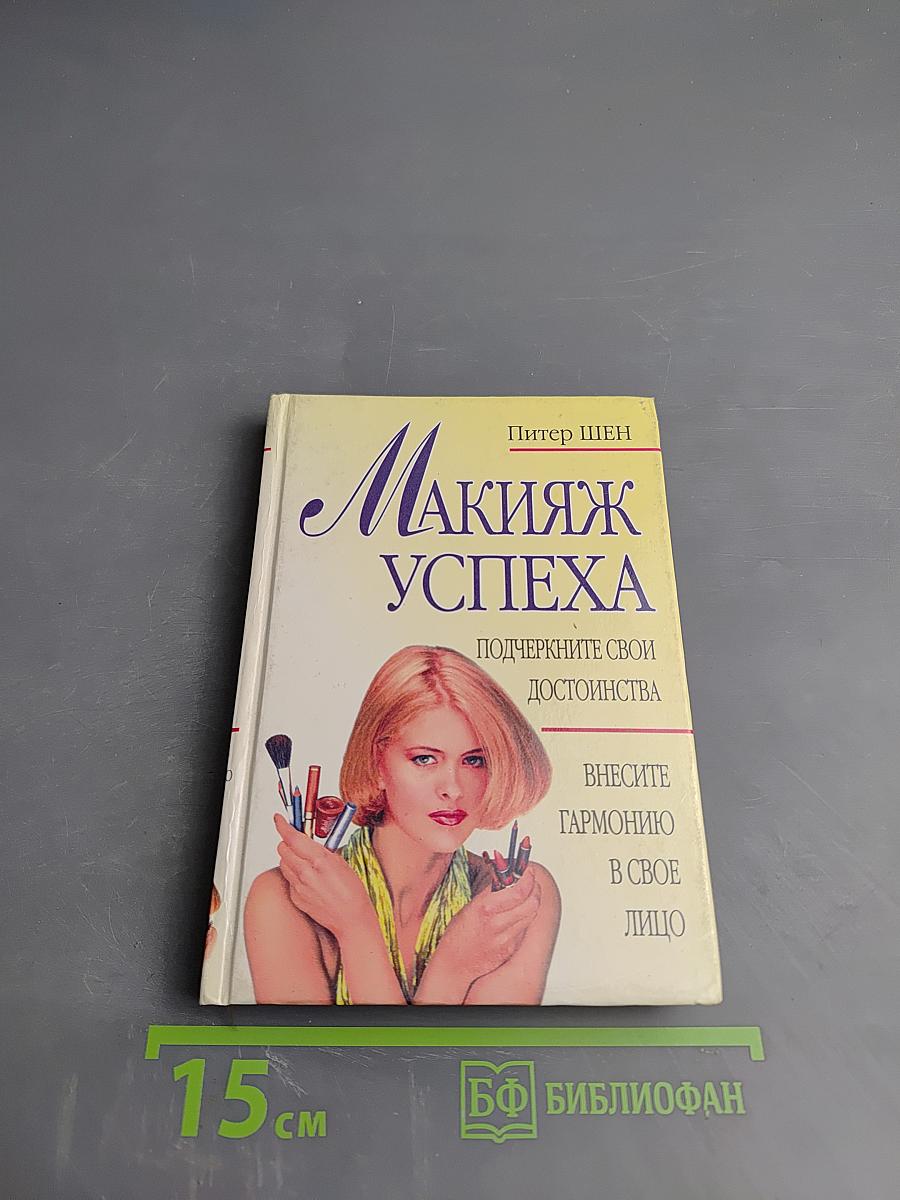 Питер ШЕН
МАКИЯЖ
УСПЕХА
ПОДЧЕРКНИТЕ СВОИ
ДОСТОИНСТВА
ВНЕСИТЕ
ГАРМОНИЮ
В СВОЕ
ЛИЦО
15 см
БФ БИБЛИОФАН